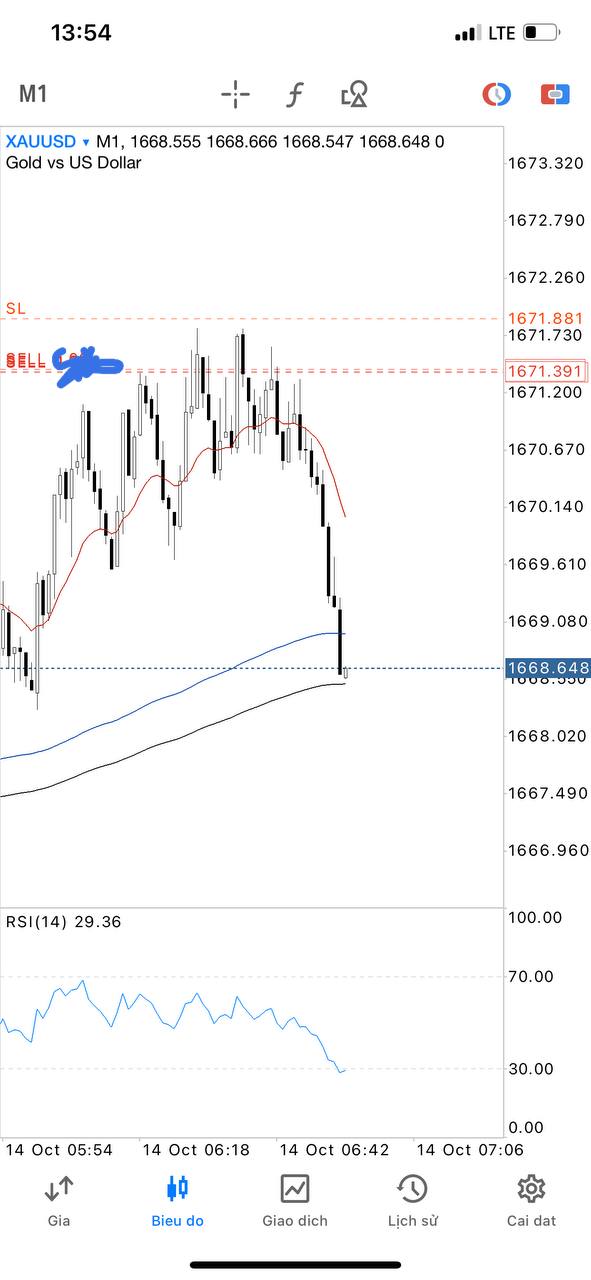 13:54
LTE
M1
XAUUSD M1, 1668.555 1668.666 1668.547 1668.648 0
Gold vs US Dollar
1673.320
1672.790
1672.260
SL
1671.881
1671.730
SELL
1671.391
1671.200
1670.670
1670.140
1669.610
1669.080
1668.648
1668.550
1668.020
1667.490
1666.960
RSI(14) 29.36
100.00
70.00
30.00
0.00
14 Oct 05:54
14 Oct 06:18
14 Oct 06:42
14 Oct 07:06
Gia
Bieu do
Giao dich
Lịch sử
Cai dat